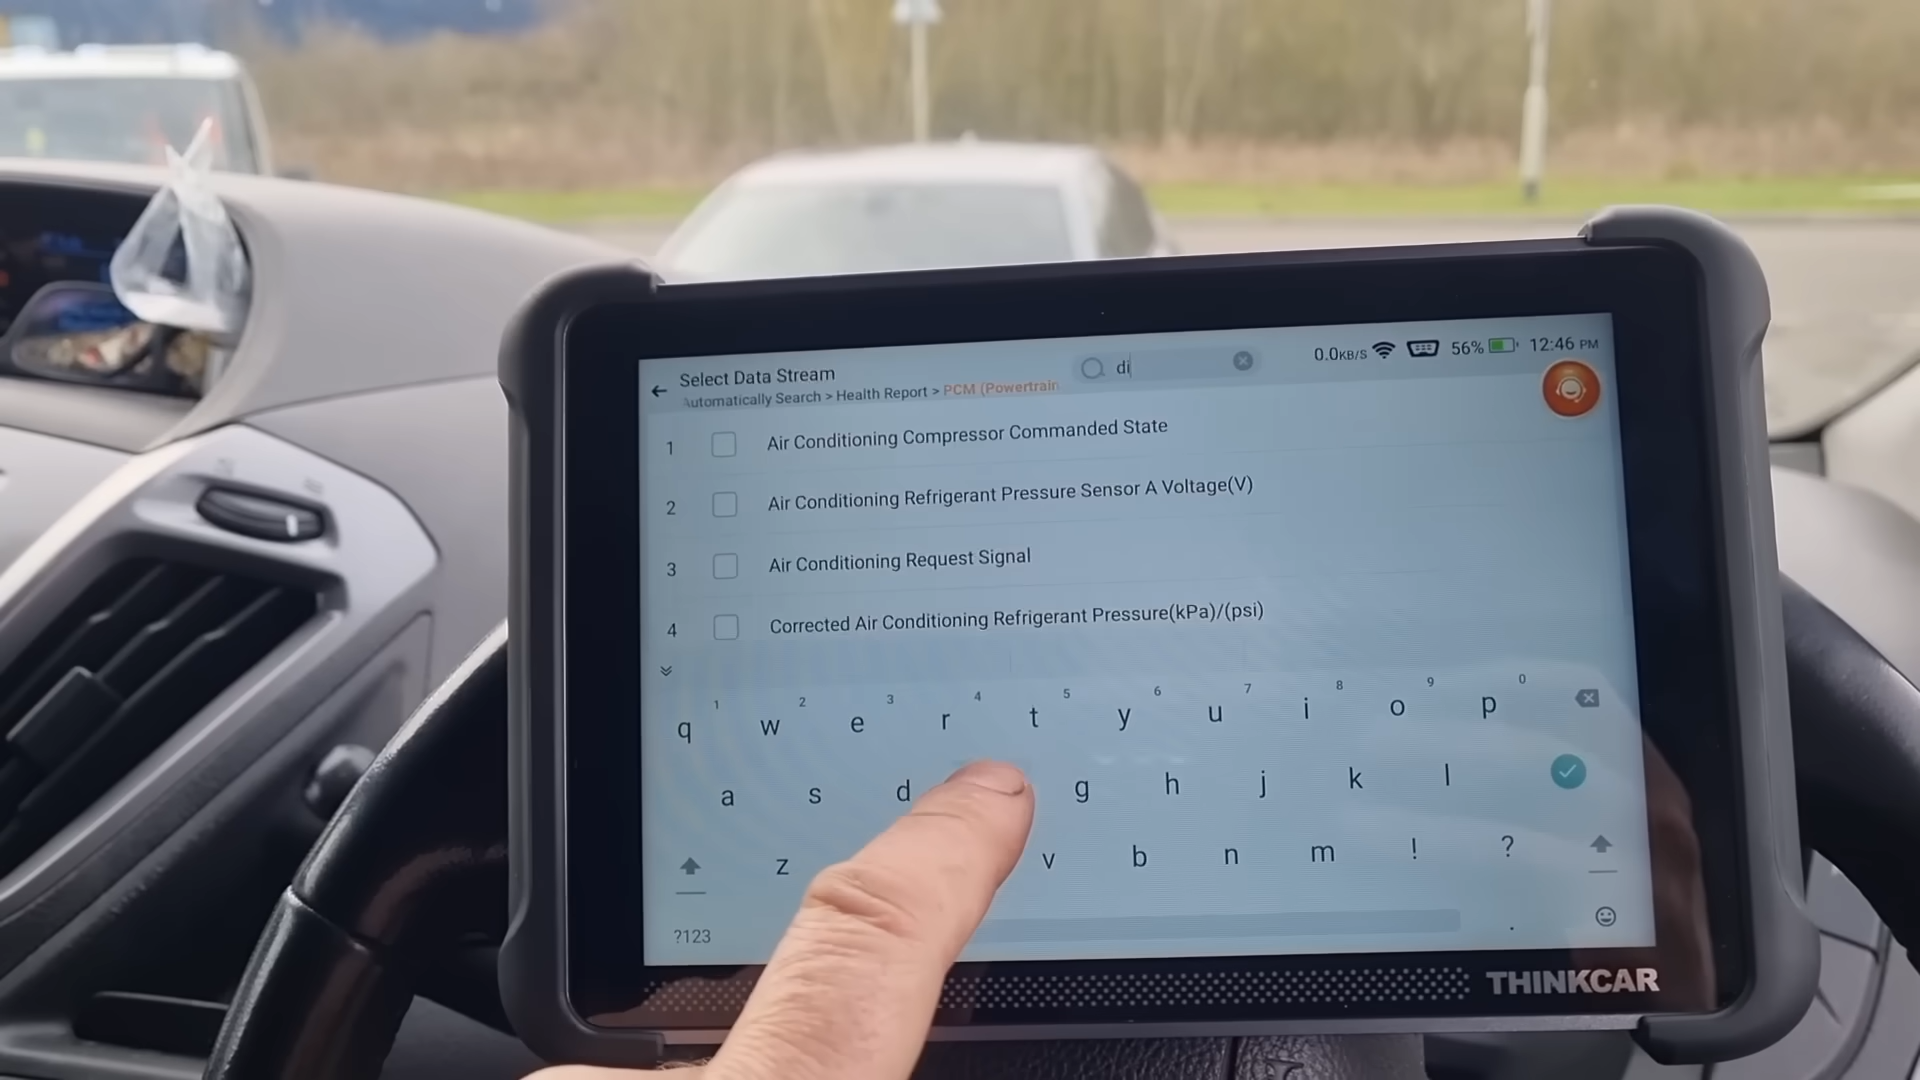 Select Data Stream
Automatically Search > Health Report > PCM (Powertrain
di
0.0KB/S 56% 12:46 PM
1 Air Conditioning Compressor Commanded State
2 Air Conditioning Refrigerant Pressure Sensor A Voltage(V)
3 Air Conditioning Request Signal
4 Corrected Air Conditioning Refrigerant Pressure(kPa)/(psi)
1 2 3 4 5 6 7 8 9 0
q w e r t y u i o p
a s d g h j k l
z v b n m ! ?
?123 .
THINKCAR